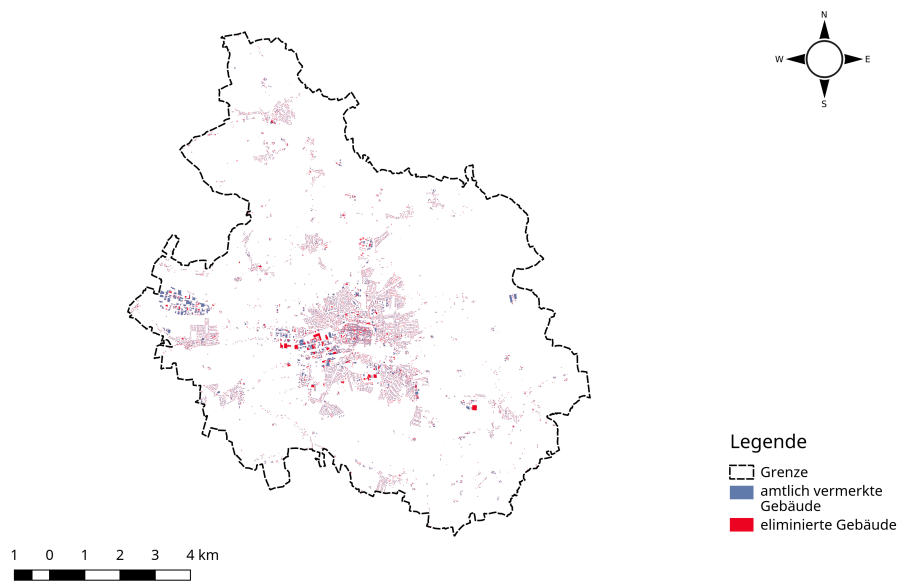 N
W E
S
Legende
Grenze
amtlich vermerkte
Gebäude
eliminierte Gebäude
1 0 1 2 3 4 km